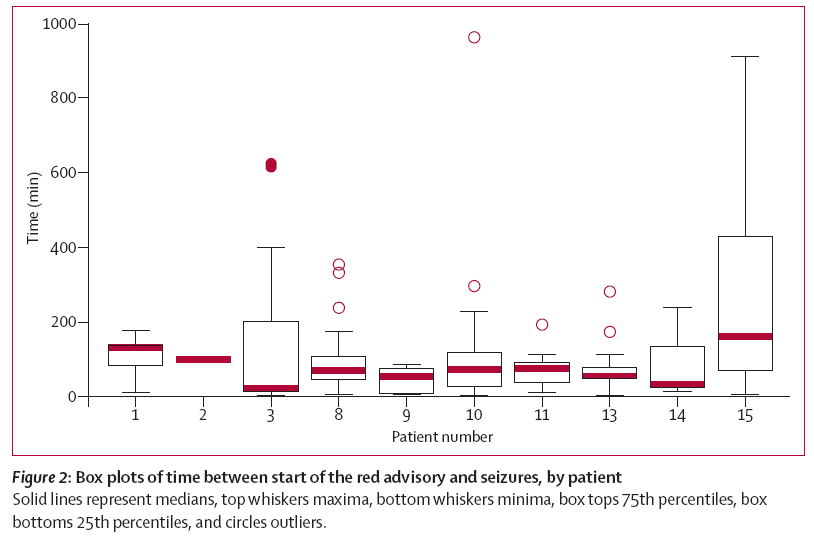 1000
800
600
400
200
0
Time (min)
1 2 3 8 9 10 11 13 14 15
Patient number
Figure 2: Box plots of time between start of the red advisory and seizures, by patient
Solid lines represent medians, top whiskers maxima, bottom whiskers minima, box tops 75th percentiles, box
bottoms 25th percentiles, and circles outliers.